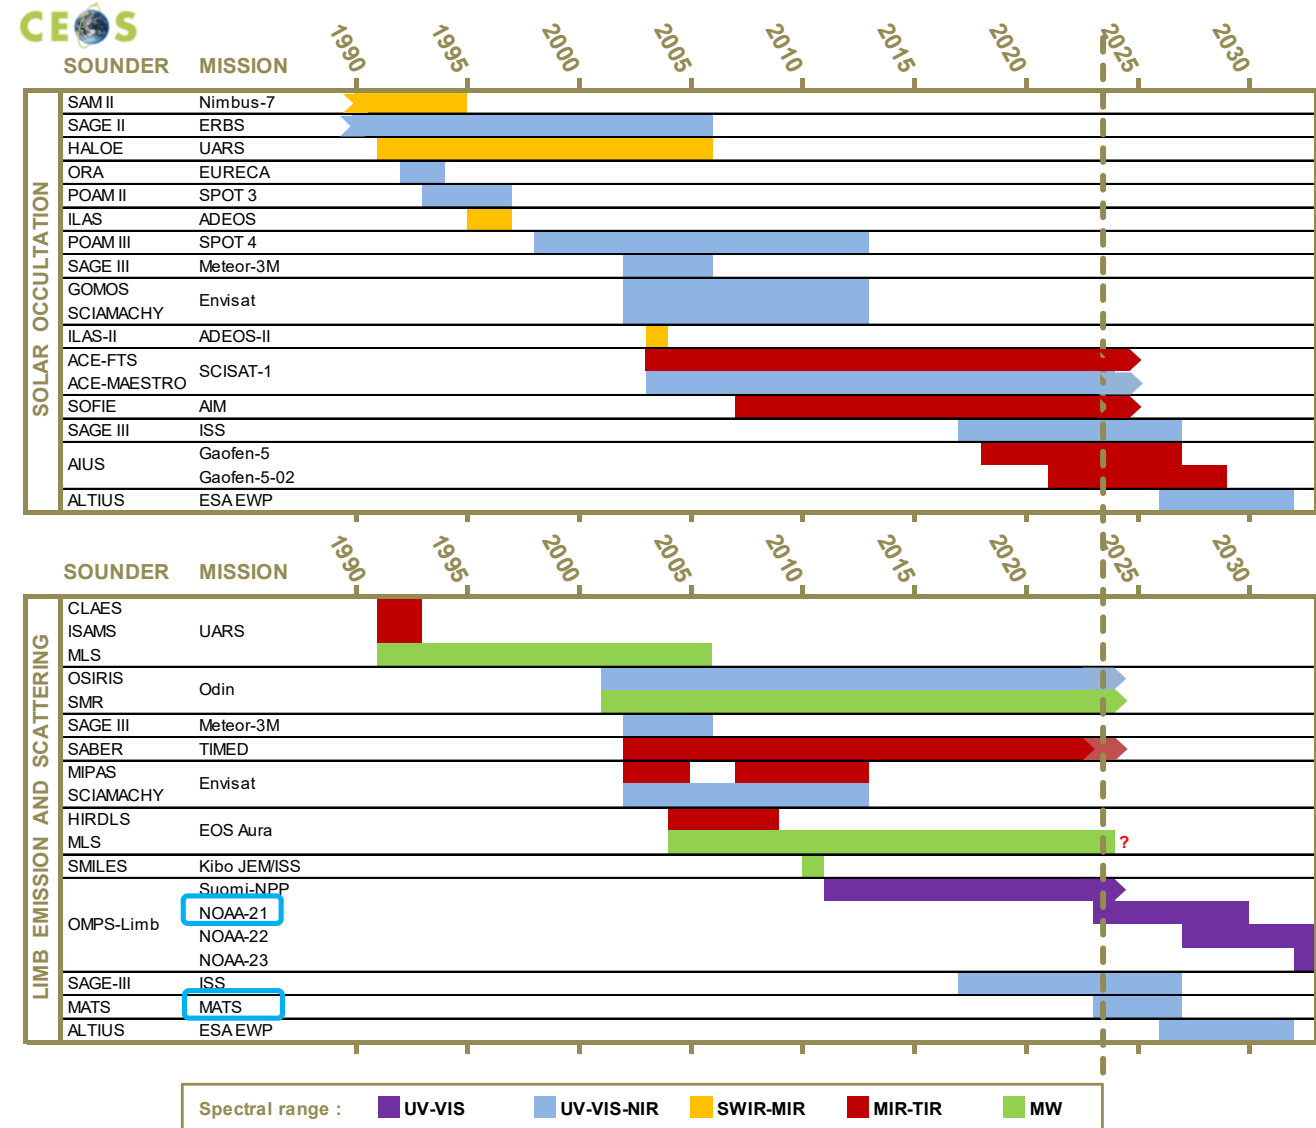 CEOS
SOUNDER MISSION 1990 1995 2000 2005 2010 2015 2020 2025 2030
SOLAR OCCULTATION
SAM II Nimbus-7
SAGE II ERBS
HALOE UARS
ORA EURECA
POAM II SPOT 3
ILAS ADEOS
POAM III SPOT 4
SAGE III Meteor-3M
GOMOS
Envisat
SCIAMACHY
ILAS-II ADEOS-II
ACE-FTS
SCISAT-1
ACE-MAESTRO
SOFIE AIM
SAGE III ISS
Gaofen-5
AIUS
Gaofen-5-02
ALTIUS ESA EWP
1990 1995 2000 2005 2010 2015 2020 2025 2030
SOUNDER MISSION
LIMB EMISSION AND SCATTERING
CLAES
ISAMS UARS
MLS
OSIRIS
Odin
SMR
SAGE III Meteor-3M
SABER TIMED
MIPAS
Envisat
SCIAMACHY
HIRDLS
EOS Aura
MLS ?
SMILES Kibo JEM/ISS
Suomi-NPP
NOAA-21
OMPS-Limb
NOAA-22
NOAA-23
SAGE-III ISS
MATS MATS
ALTIUS ESA EWP
Spectral range : UV-VIS UV-VIS-NIR SWIR-MIR MIR-TIR MW